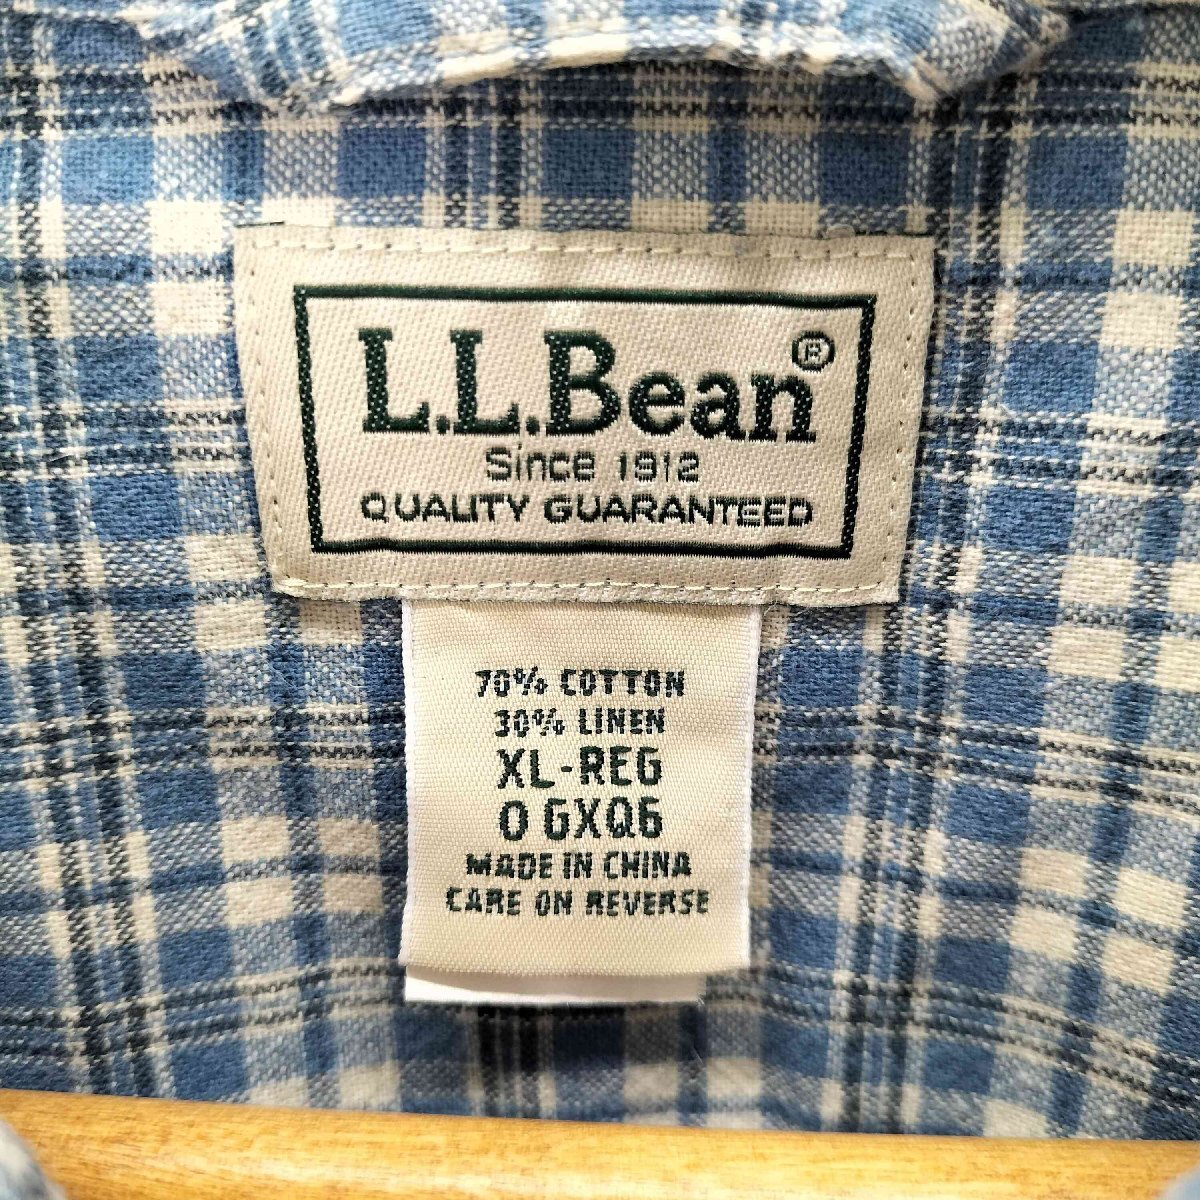 L.L.Bean®
Since 1912
QUALITY GUARANTEED
70% COTTON
30% LINEN
XL-REG
0 GXQ6
MADE IN CHINA
CARE ON REVERSE